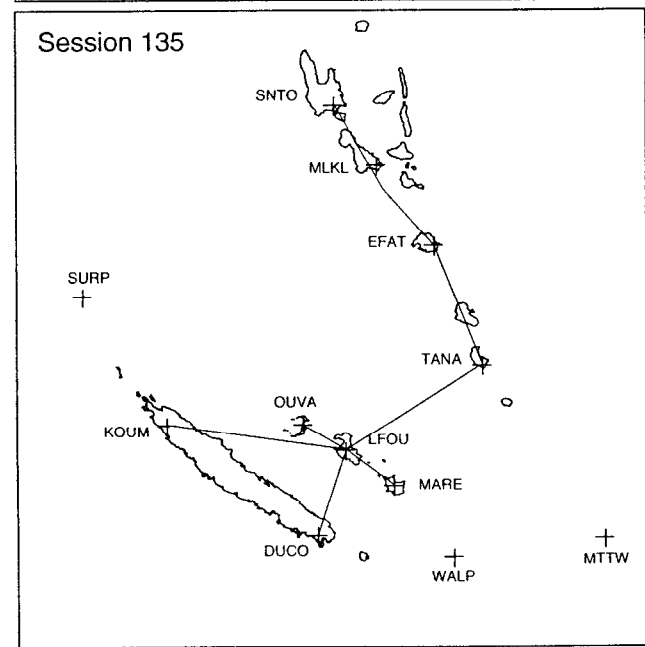 Session 135
SNTO
MLKL
EFAT
SURP
TANA
OUVA
KOUM
LFOU
MARE
DUCO
WALP
MTTW